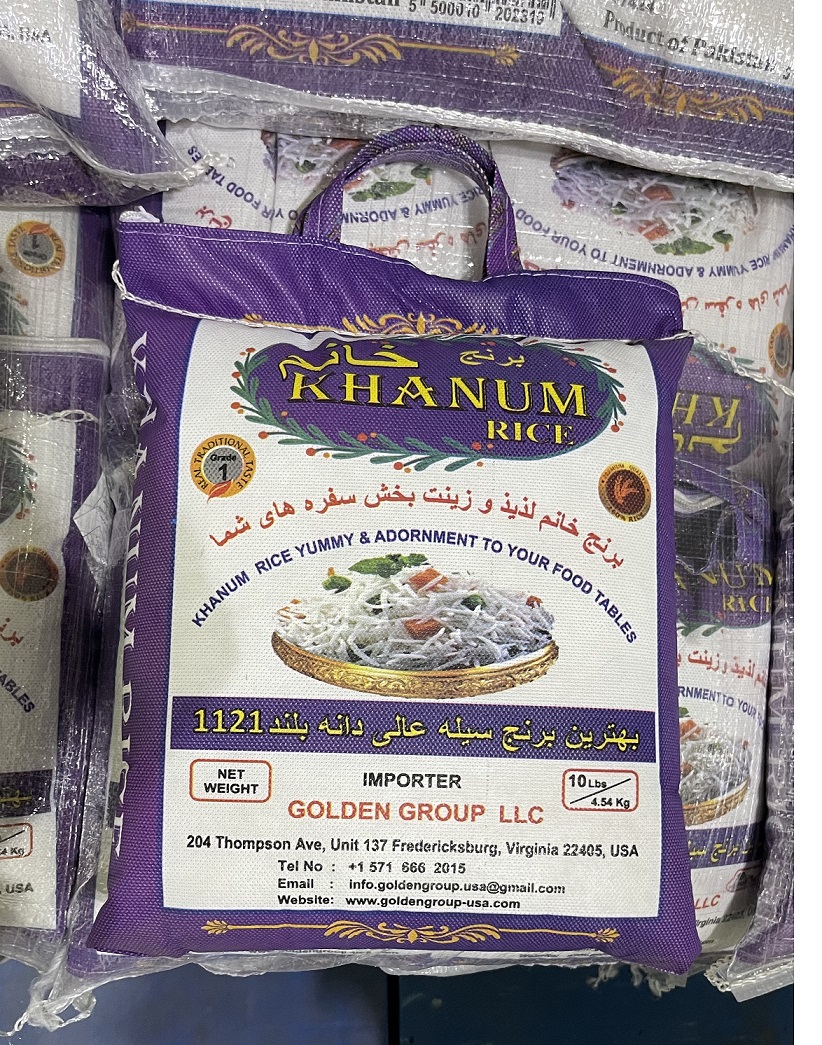 5 500010 202319
Product of Pakistan
برنج خانم
KHANUM
RICE
REAL TRADITIONAL TASTE
Grade
1
برنج خانم لذیذ و زینت بخش سفره های شما
KHANUM RICE YUMMY & ADORNMENT TO YOUR FOOD TABLES
بهترین برنج سیله عالی دانه بلند 1121
NET
WEIGHT
IMPORTER
10 Lbs
4.54 Kg
GOLDEN GROUP LLC
204 Thompson Ave, Unit 137 Fredericksburg, Virginia 22405, USA
Tel No : +1 571 666 2015
Email : info.goldengroup.usa@gmail.com
Website: www.goldengroup-usa.com